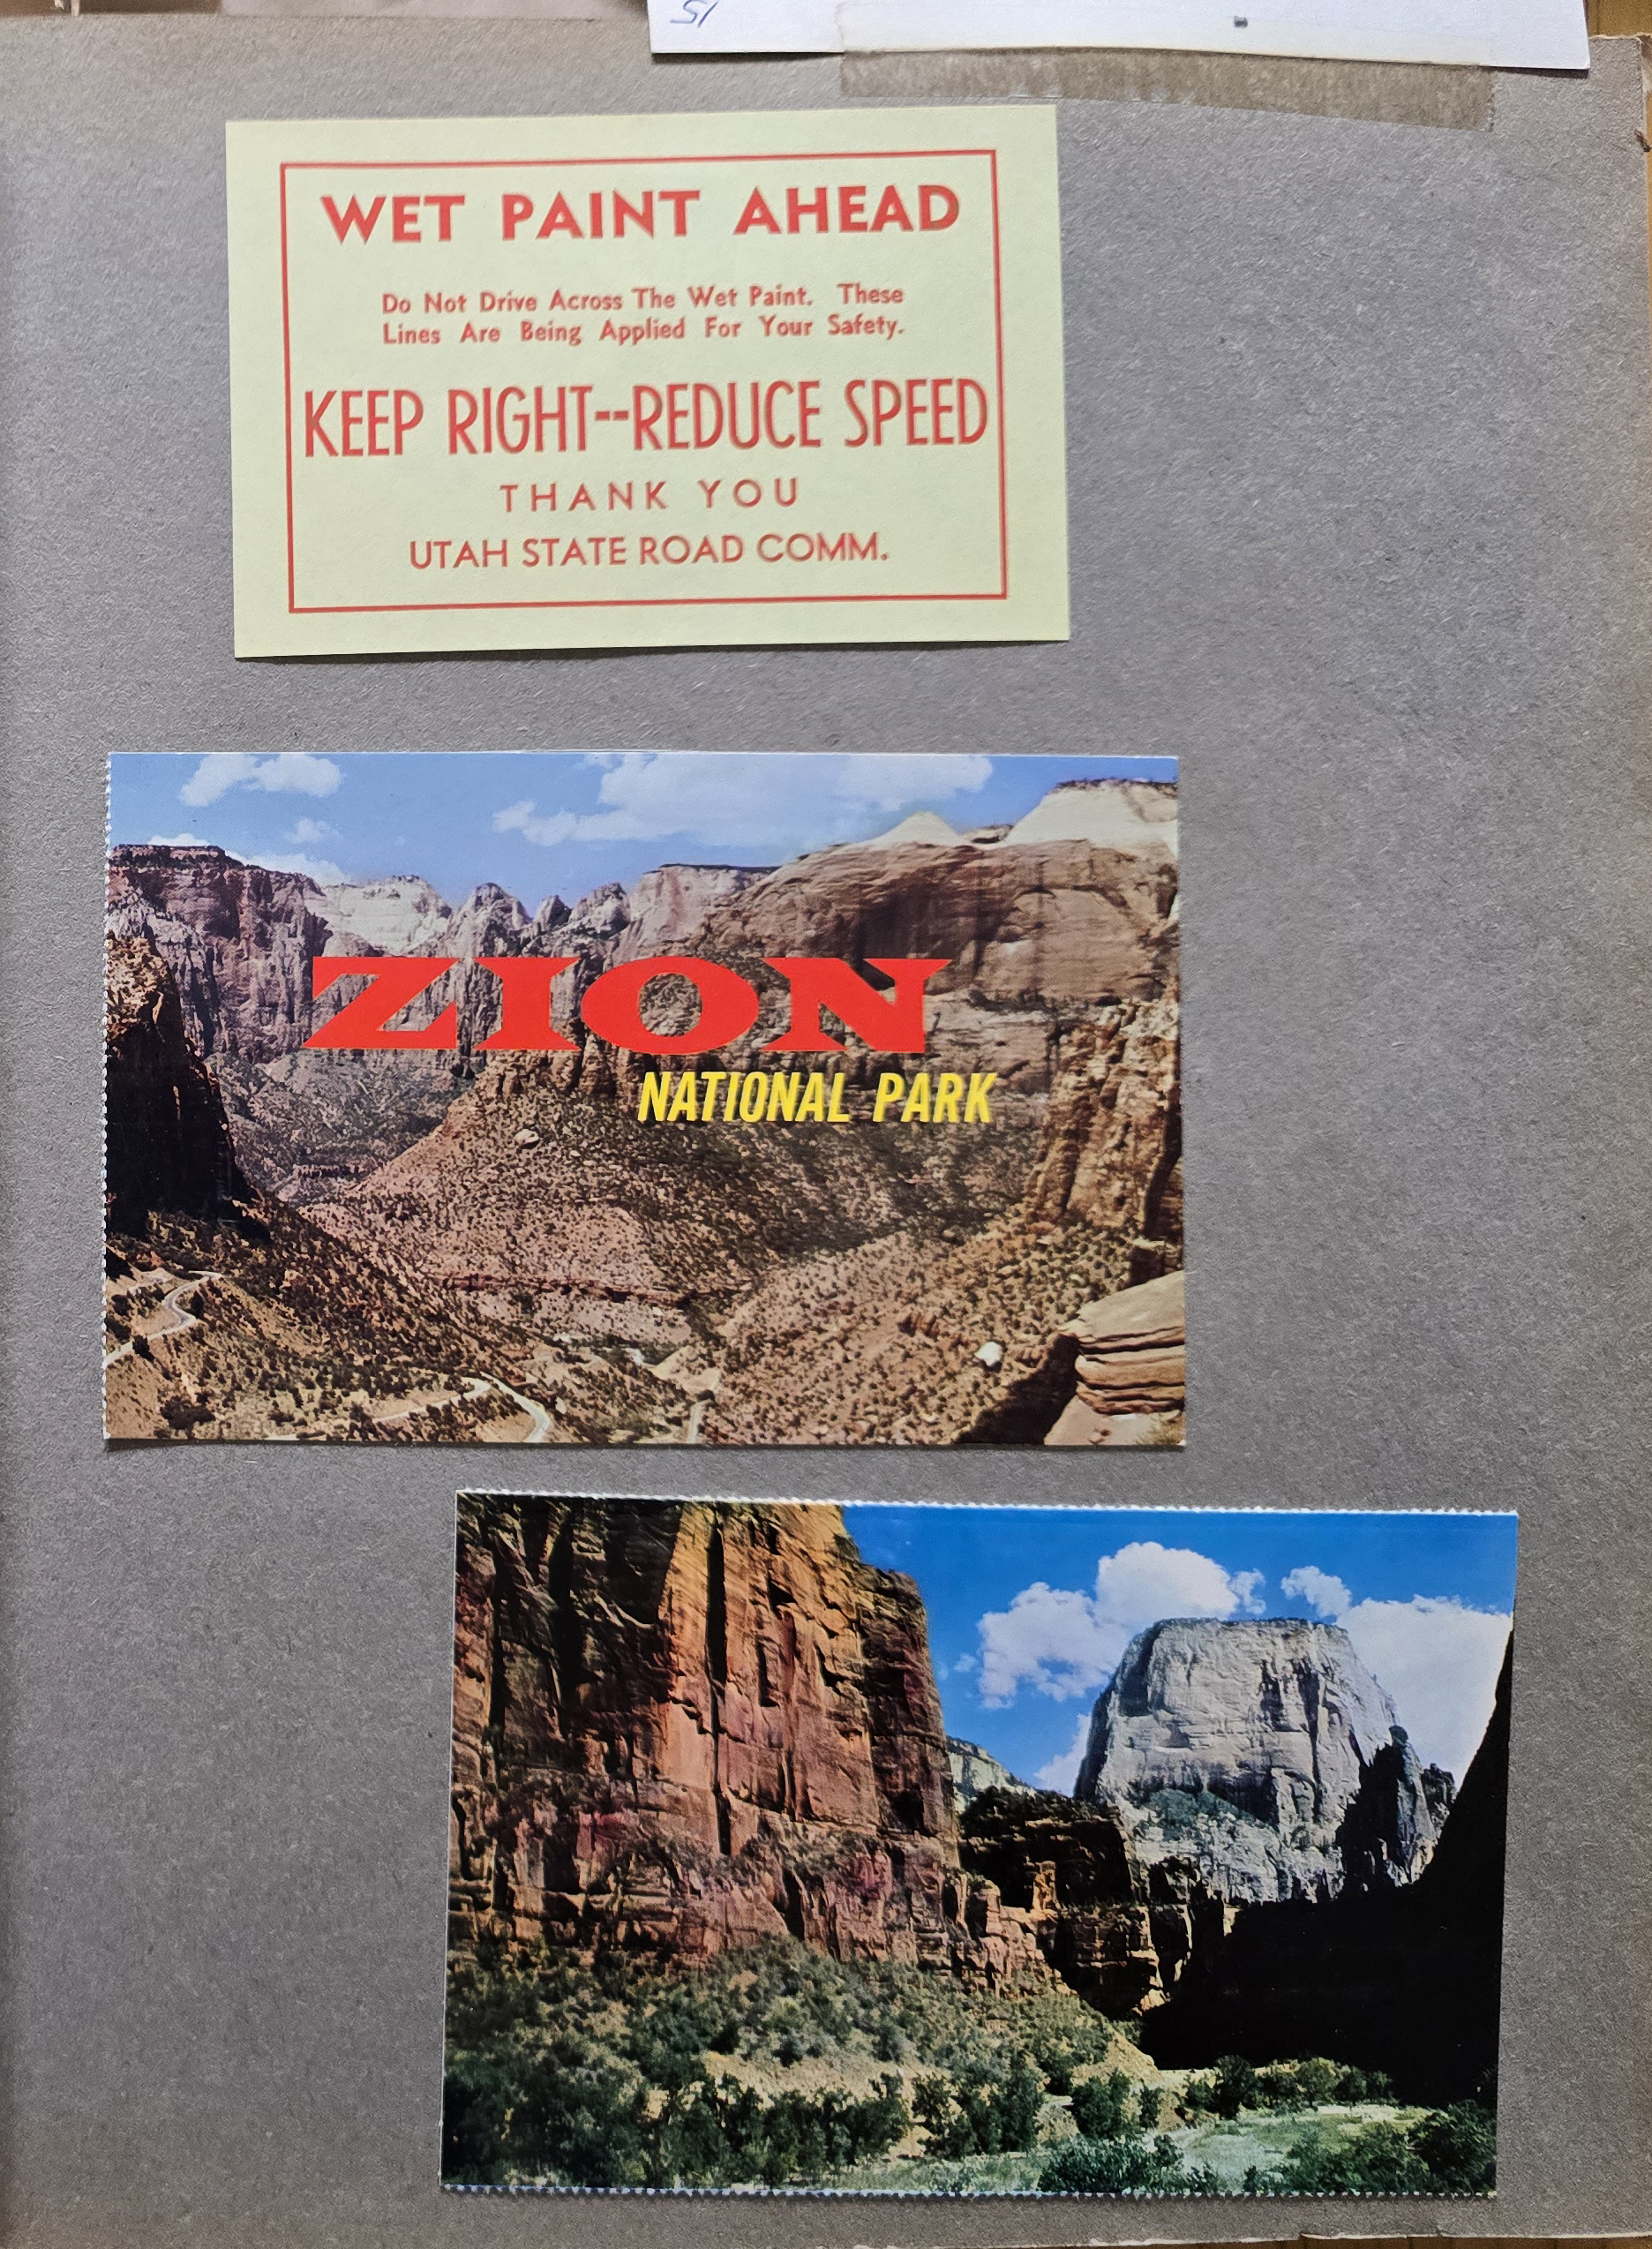 15
WET PAINT AHEAD
Do Not Drive Across The Wet Paint. These
Lines Are Being Applied For Your Safety.
KEEP RIGHT--REDUCE SPEED
THANK YOU
UTAH STATE ROAD COMM.
ZION
NATIONAL PARK